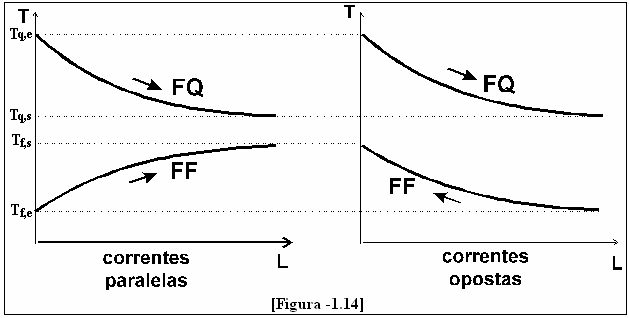 T
Tq,e
FQ
Tq,s
Tf,s
FF
Tf,e
correntes
paralelas
L
T
FQ
FF
correntes
opostas
L
[Figura -1.14]